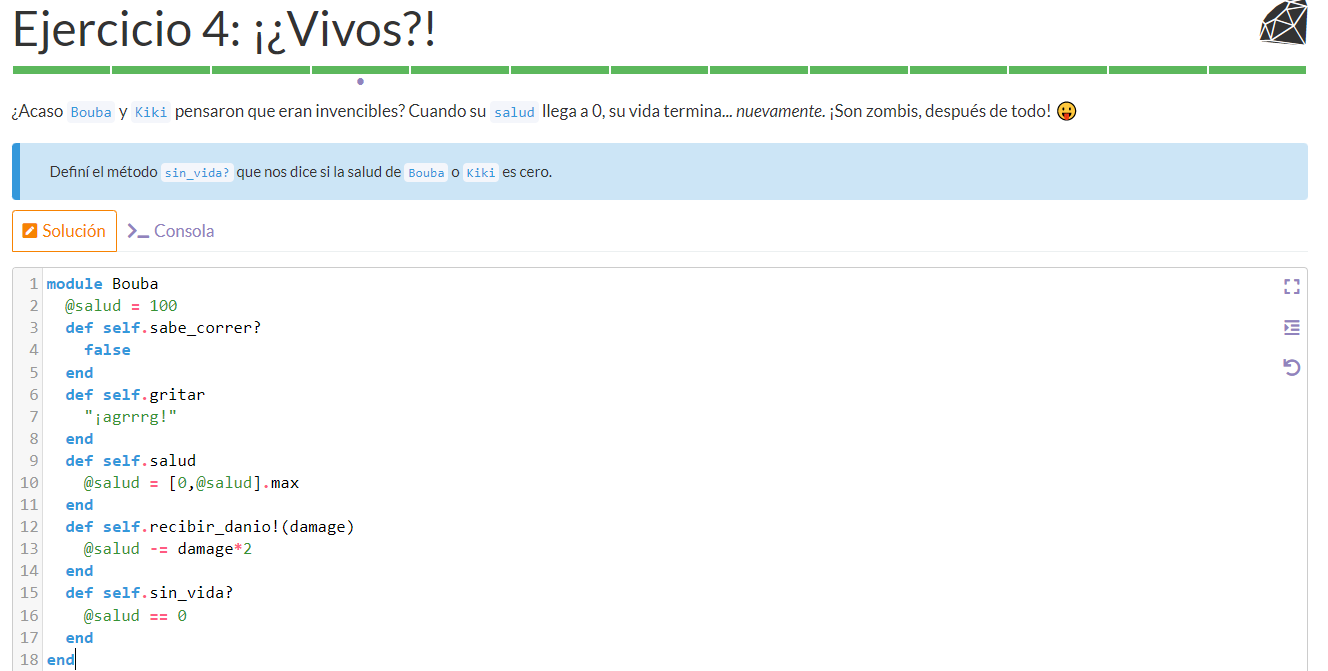 Ejercicio 4: ¡¿Vivos?!
¿Acaso Bouba y Kiki pensaron que eran invencibles? Cuando su salud llega a 0, su vida termina... nuevamente. ¡Son zombis, después de todo! 😛
Definí el método sin_vida? que nos dice si la salud de Bouba o Kiki es cero.
Solución >_ Consola
1 module Bouba
2   @salud = 100
3   def self.sabe_correr?
4     false
5   end
6   def self.gritar
7     "¡agrrrg!"
8   end
9   def self.salud
10     @salud = [0,@salud].max
11   end
12   def self.recibir_danio!(damage)
13     @salud -= damage*2
14   end
15   def self.sin_vida?
16     @salud == 0
17   end
18 end